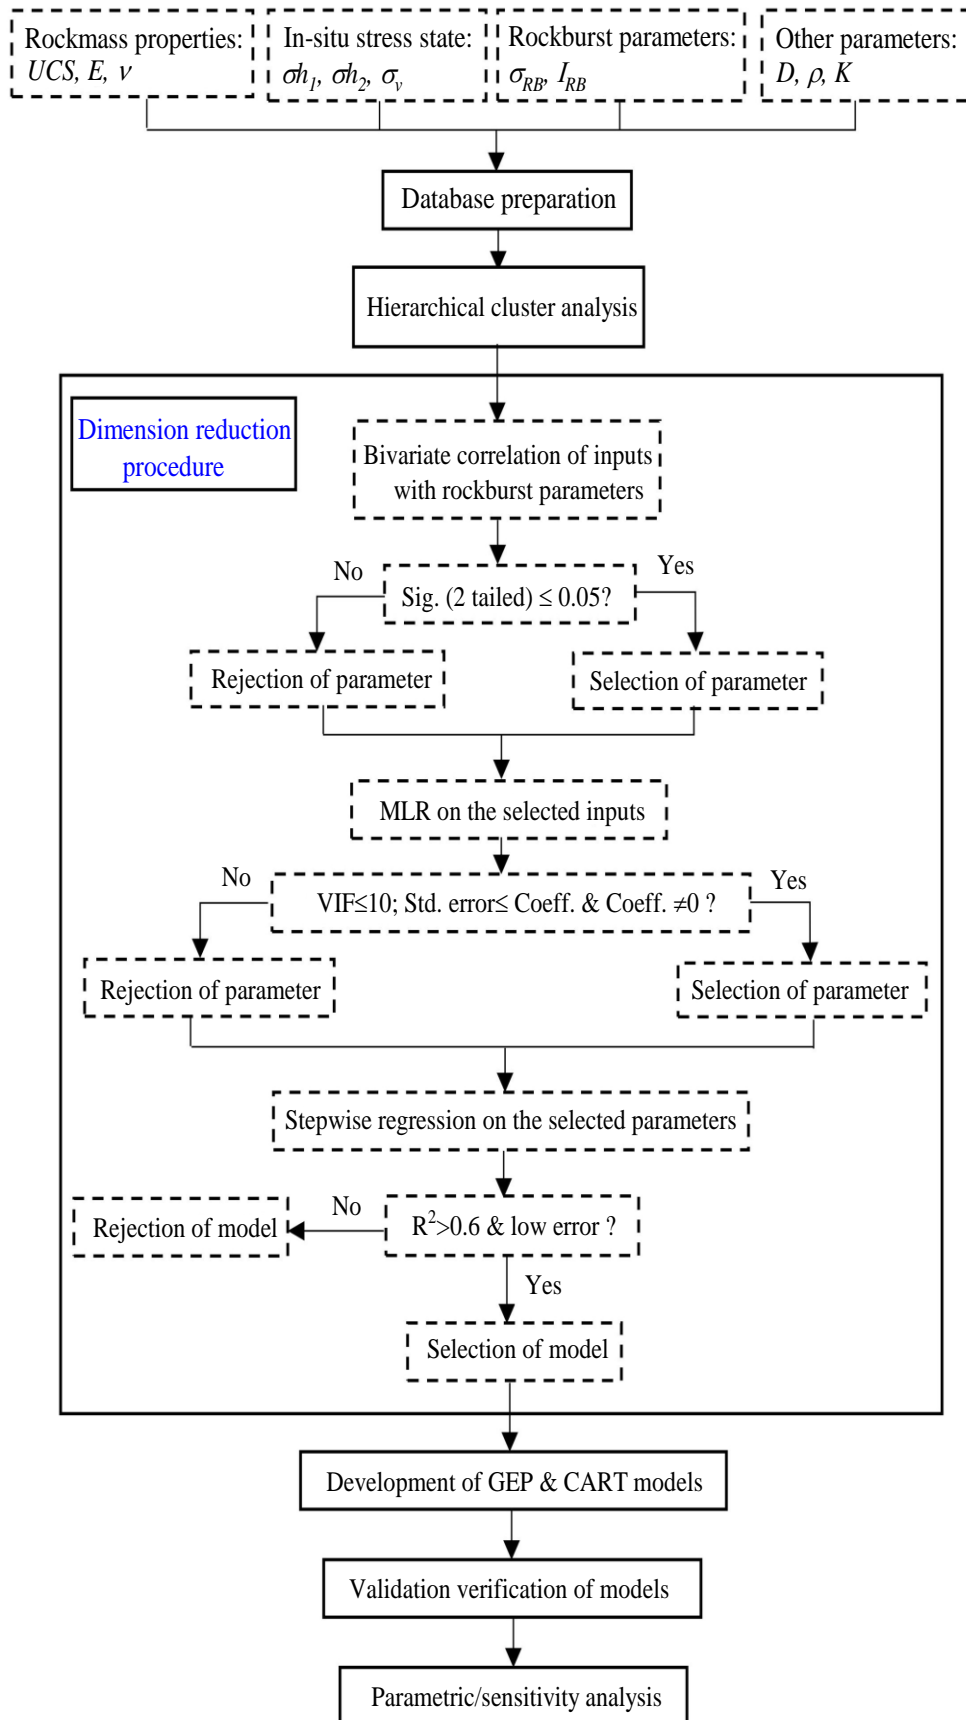 Rockmass properties:
UCS, E, ν
In-situ stress state:
σh₁, σh₂, σᵥ
Rockburst parameters:
σ_RB, I_RB
Other parameters:
D, ρ, K
Database preparation
Hierarchical cluster analysis
Dimension reduction
procedure
Bivariate correlation of inputs
with rockburst parameters
No
Yes
Sig. (2 tailed) ≤ 0.05?
Rejection of parameter
Selection of parameter
MLR on the selected inputs
No
Yes
VIF≤10; Std. error≤ Coeff. & Coeff. ≠0 ?
Rejection of parameter
Selection of parameter
Stepwise regression on the selected parameters
Rejection of model
No
R²>0.6 & low error ?
Yes
Selection of model
Development of GEP & CART models
Validation verification of models
Parametric/sensitivity analysis